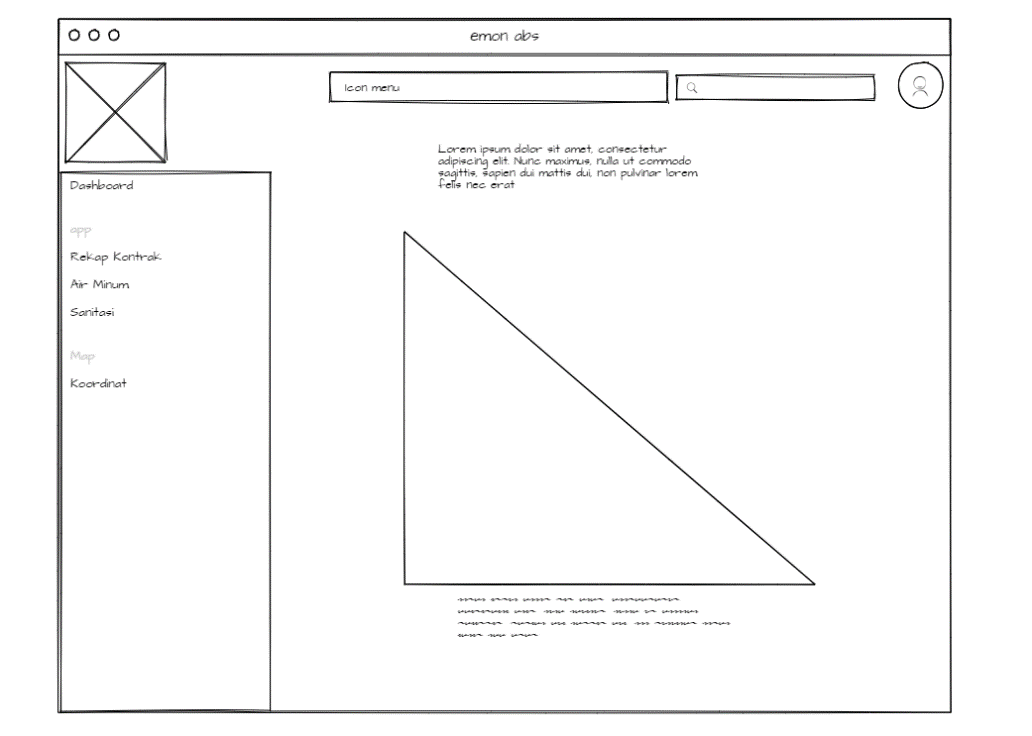 emon abs
Icon menu
Lorem ipsum dolor sit amet, consectetur
adipiscing elit. Nunc maximus, nulla ut commodo
sagittis, sapien dui mattis dui, non pulvinar lorem
felis nec erat
Dashboard
app
Rekap Kontrak
Air Minum
Sanitasi
Map
Koordinat